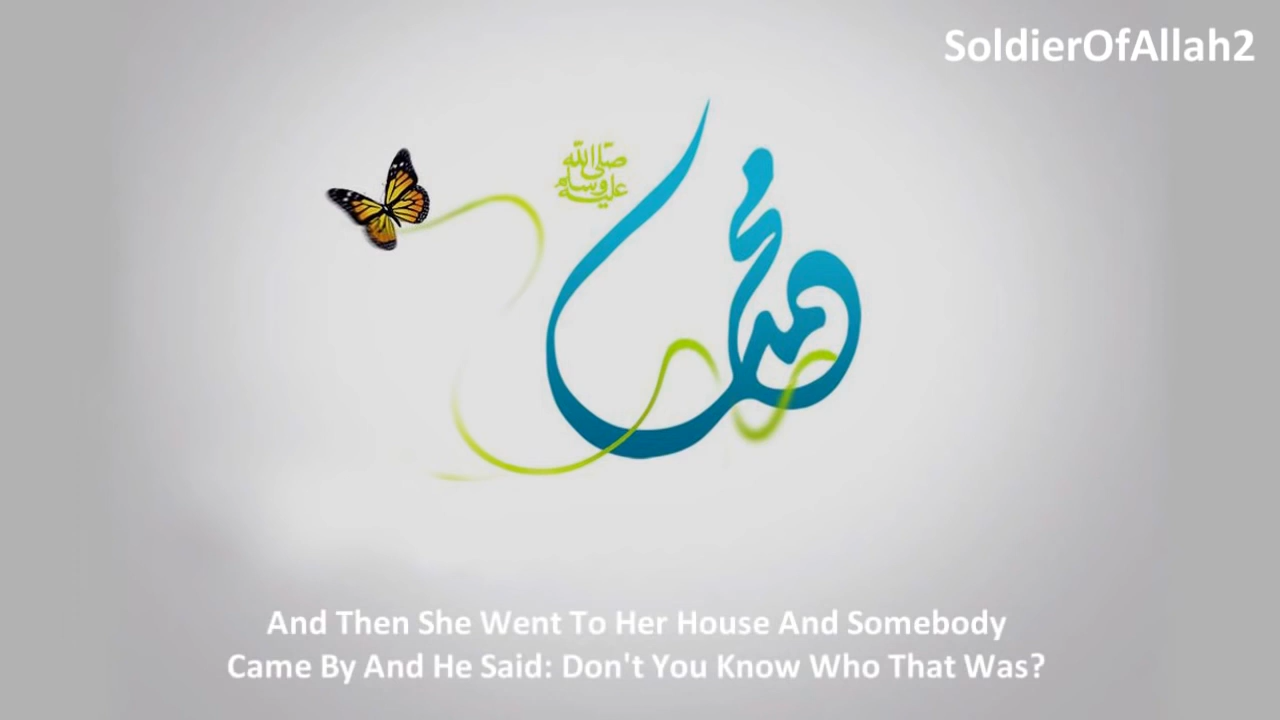 SoldierOfAllah2
صلى الله
عليه وسلم
محمد
And Then She Went To Her House And Somebody
Came By And He Said: Don't You Know Who That Was?